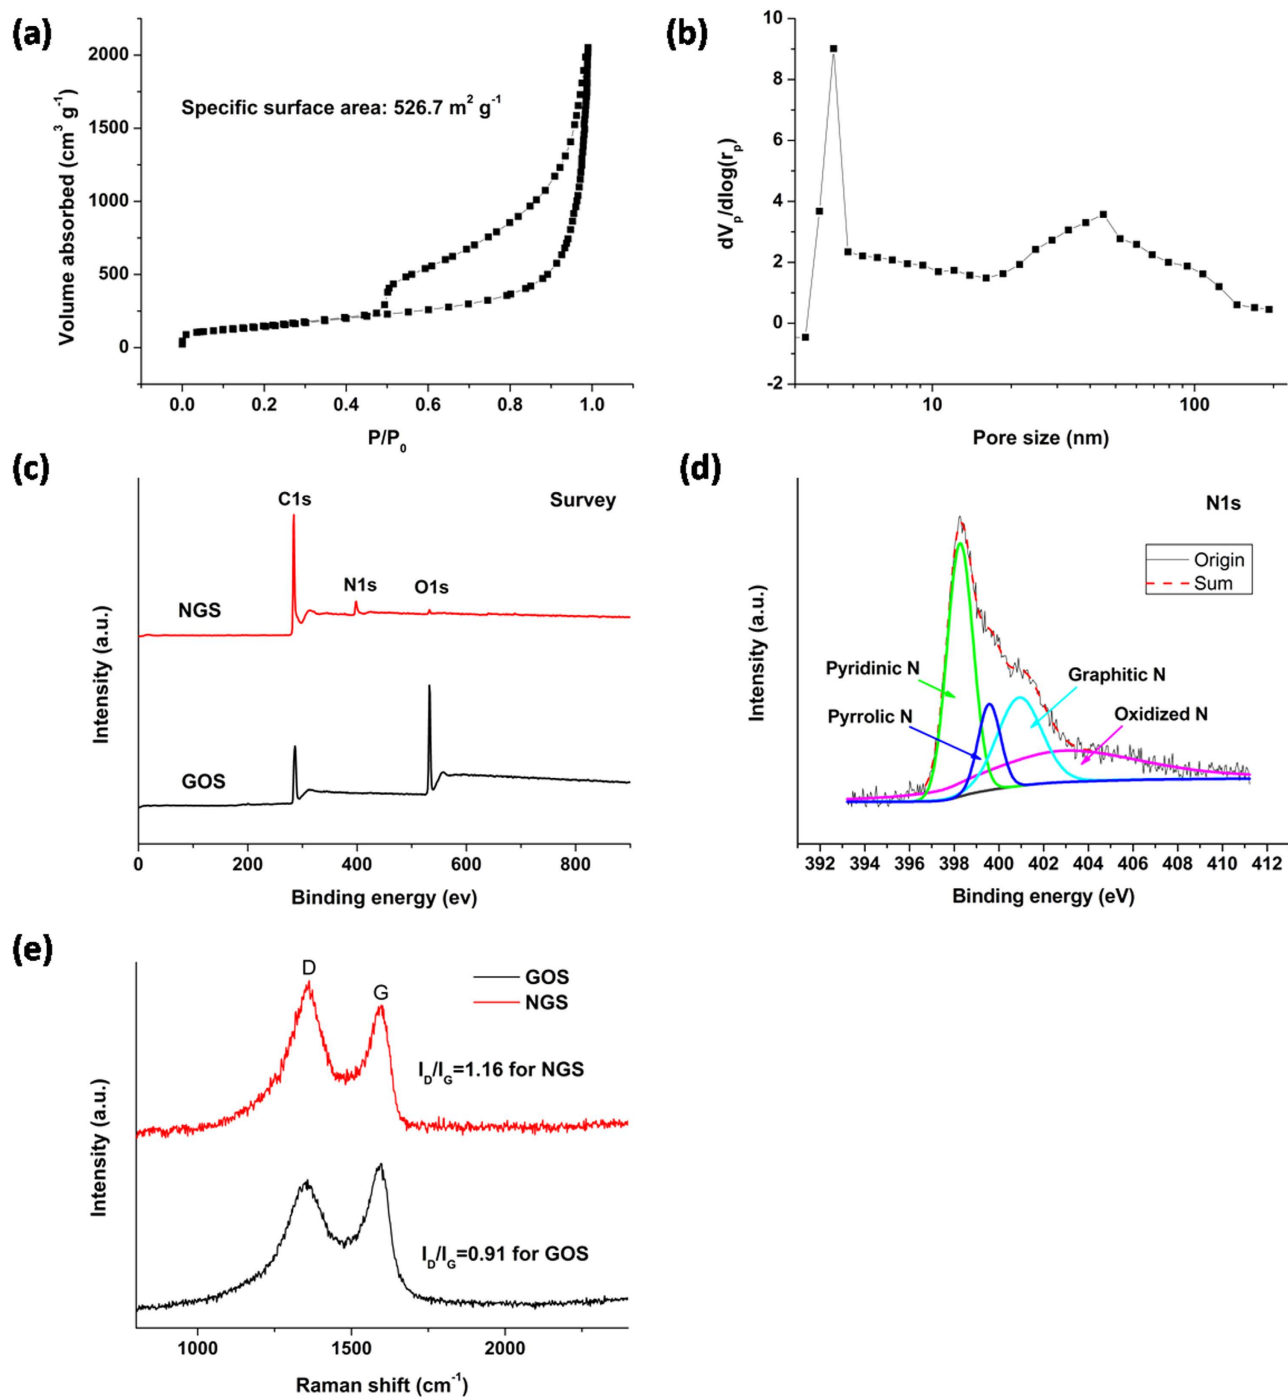 (a)
2000
1500
1000
500
0
Volume absorbed (cm³ g⁻¹)
Specific surface area: 526.7 m² g⁻¹
0.0 0.2 0.4 0.6 0.8 1.0
P/P₀
(b)
10
8
6
4
2
0
-2
dVₚ/dlog(rₚ)
10 100
Pore size (nm)
(c)
C1s
Survey
N1s
O1s
NGS
GOS
Intensity (a.u.)
0 200 400 600 800
Binding energy (ev)
(d)
N1s
Origin
Sum
Pyridinic N
Graphitic N
Pyrrolic N
Oxidized N
Intensity (a.u.)
392 394 396 398 400 402 404 406 408 410 412
Binding energy (eV)
(e)
D
G
GOS
NGS
I_D/I_G=1.16 for NGS
I_D/I_G=0.91 for GOS
Intensity (a.u.)
1000 1500 2000
Raman shift (cm⁻¹)